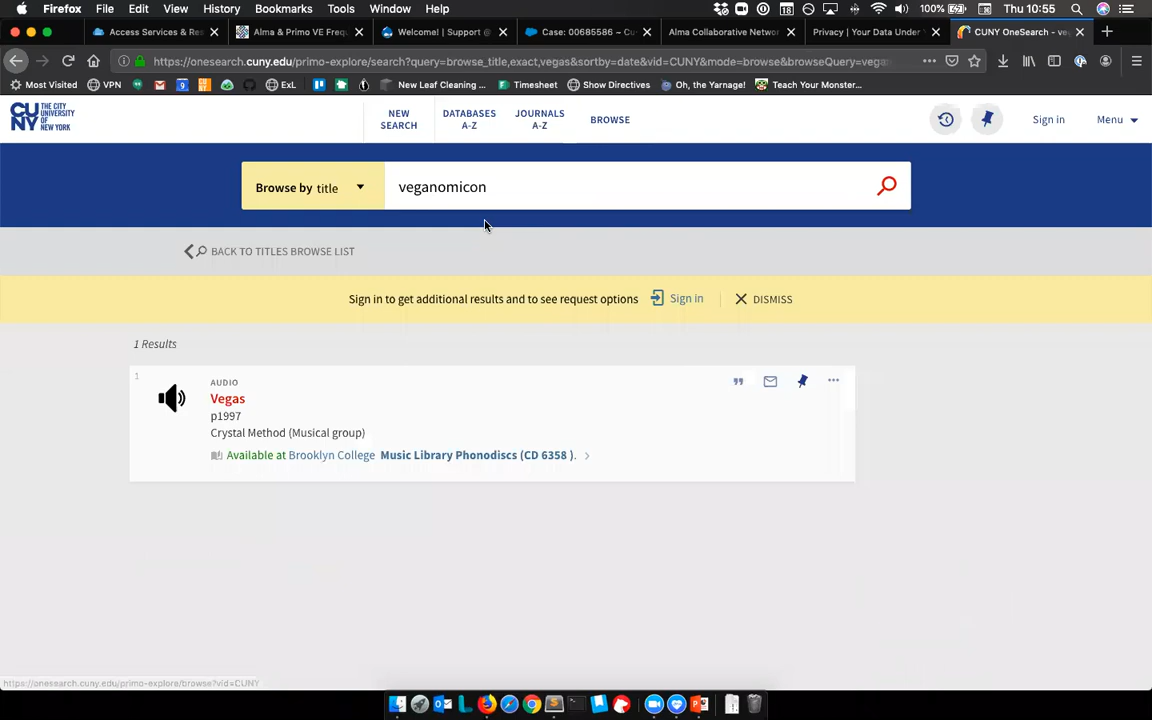 Firefox File Edit View History Bookmarks Tools Window Help 100% Thu 10:55
Access Services & Re Alma & Primo VE Freq Welcome! | Support @ Case: 00685586 – Cu Alma Collaborative Netw Privacy | Your Data Under CUNY OneSearch - ve
https://onesearch.cuny.edu/primo-explore/search?query=browse_title,exact,vegas&sortby=date&vid=CUNY&mode=browse&browseQuery=vega
Most Visited VPN ExL New Leaf Cleaning ... Timesheet Show Directives Oh, the Yarnage! Teach Your Monster...
CUNY THE CITY UNIVERSITY OF NEW YORK
NEW SEARCH DATABASES A-Z JOURNALS A-Z BROWSE Sign in Menu
Browse by title veganomicon
BACK TO TITLES BROWSE LIST
Sign in to get additional results and to see request options Sign in DISMISS
1 Results
1 AUDIO
Vegas
p1997
Crystal Method (Musical group)
Available at Brooklyn College Music Library Phonodiscs (CD 6358 ).
https://onesearch.cuny.edu/primo-explore/browse?vid=CUNY